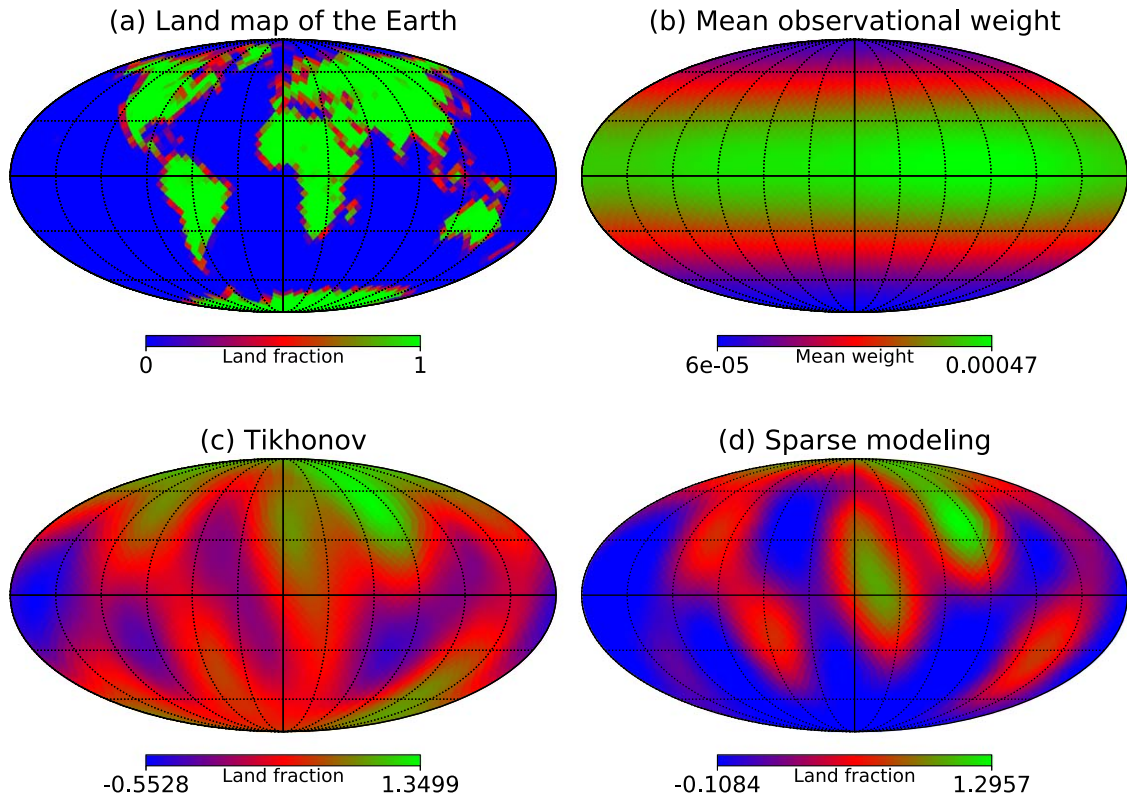 (a) Land map of the Earth
0 Land fraction 1
(b) Mean observational weight
6e-05 Mean weight 0.00047
(c) Tikhonov
-0.5528 Land fraction 1.3499
(d) Sparse modeling
-0.1084 Land fraction 1.2957